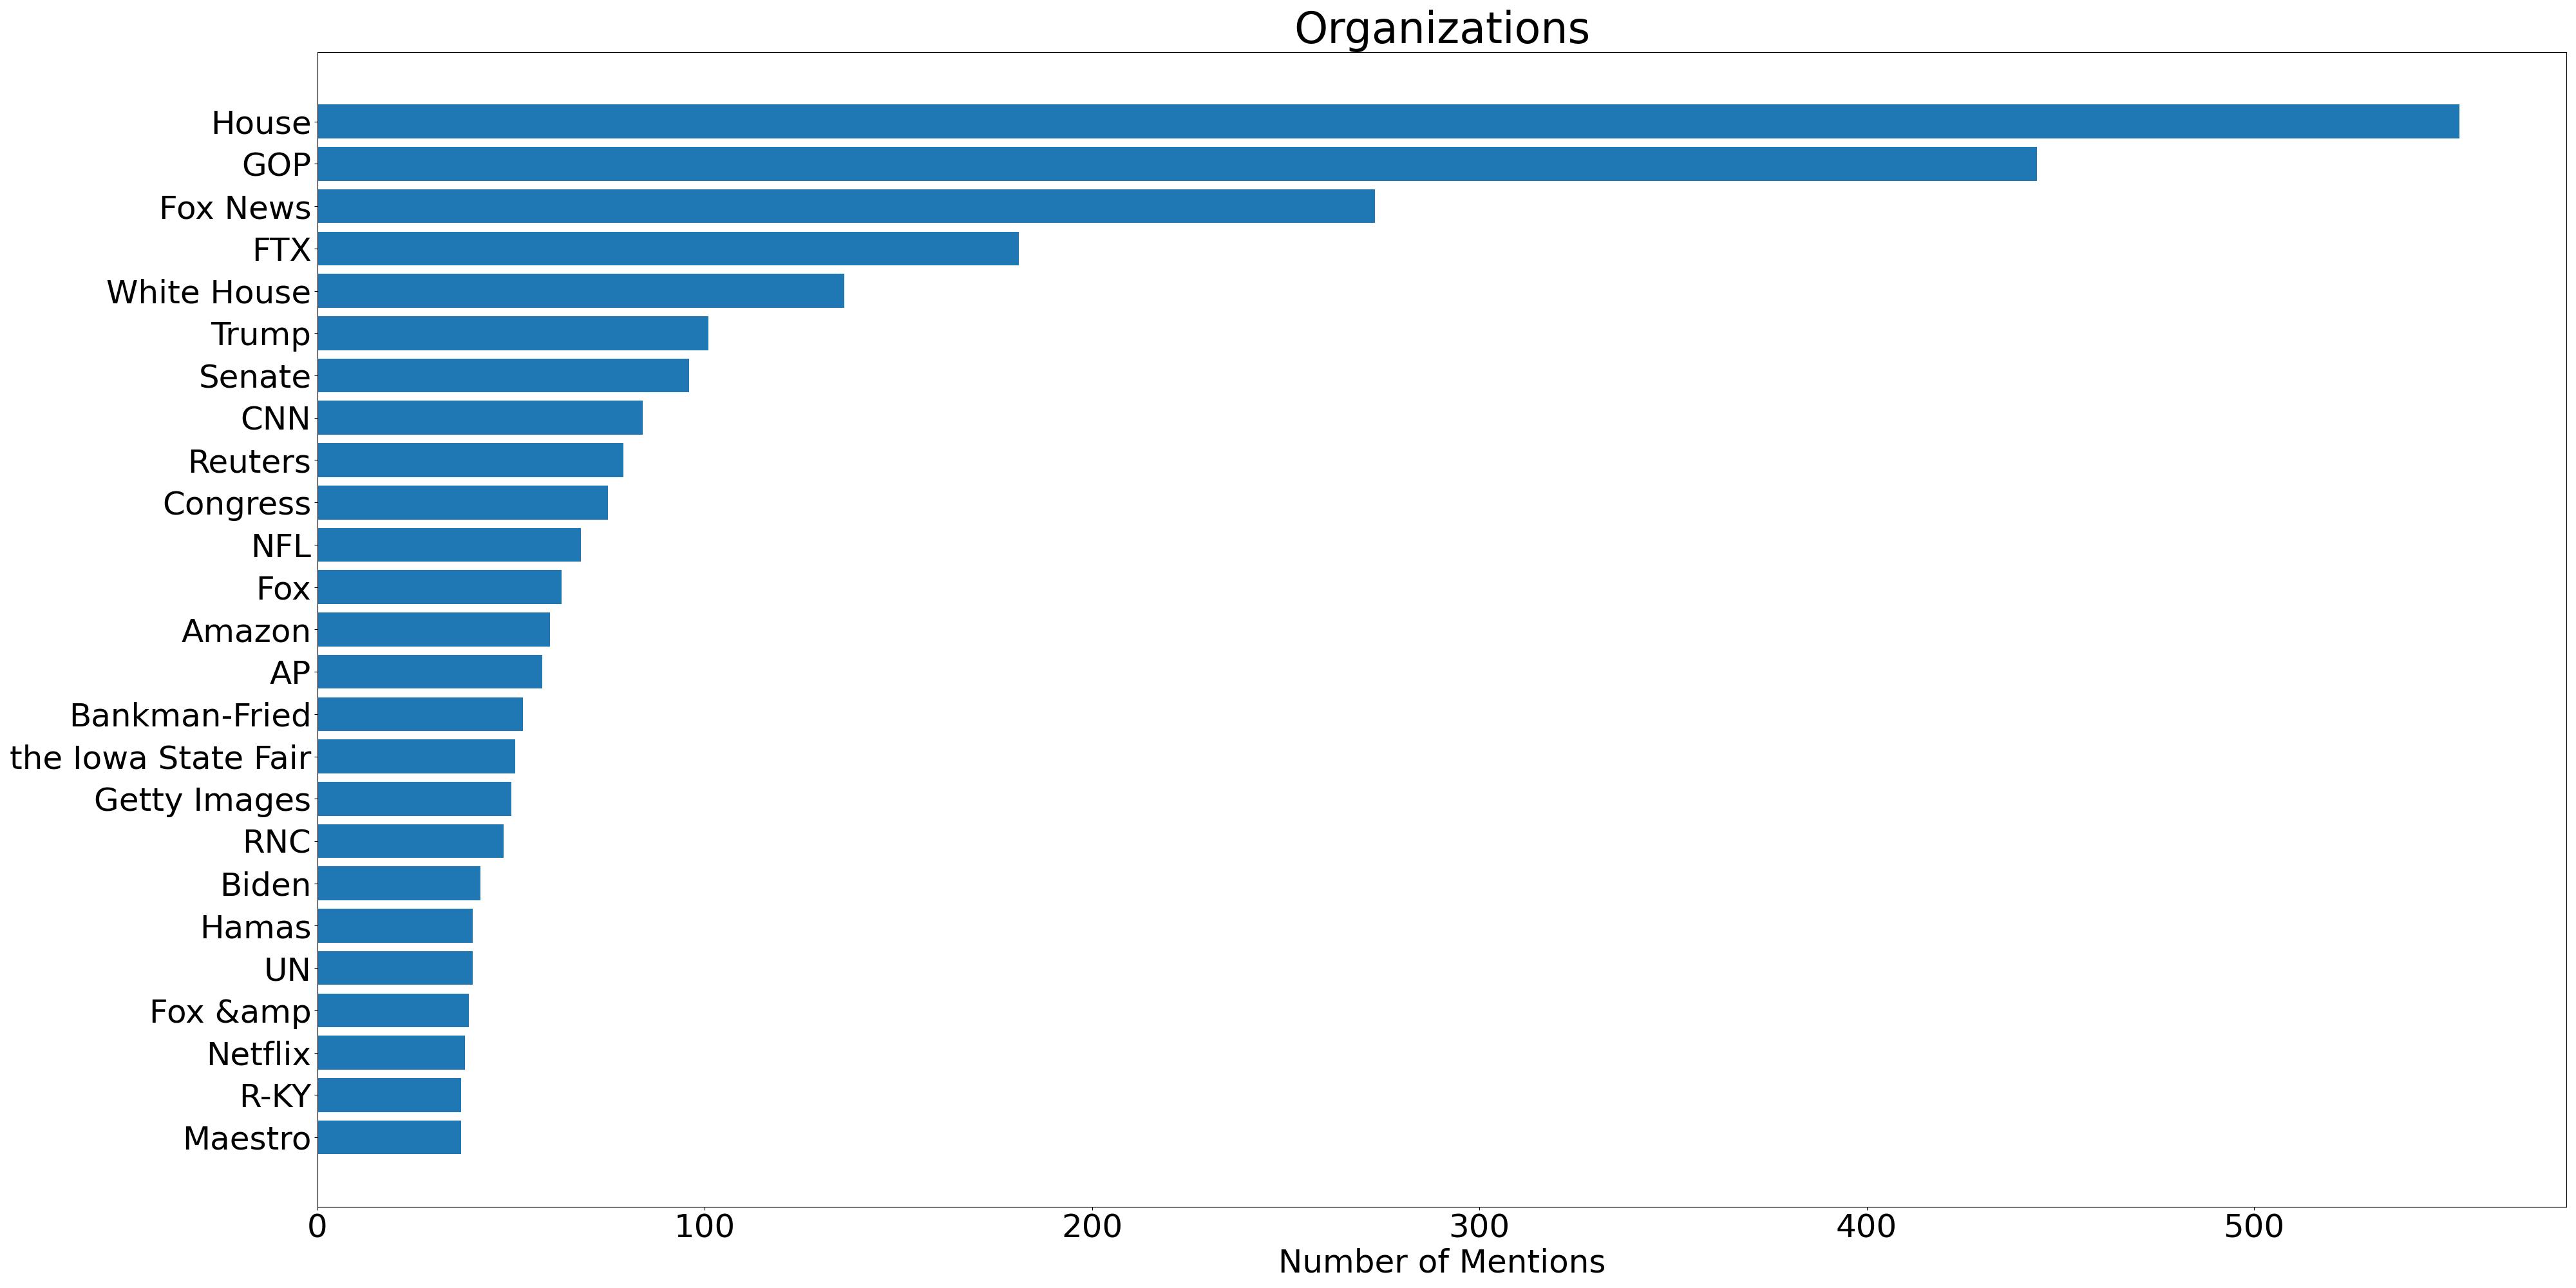 Organizations
House
GOP
Fox News
FTX
White House
Trump
Senate
CNN
Reuters
Congress
NFL
Fox
Amazon
AP
Bankman-Fried
the Iowa State Fair
Getty Images
RNC
Biden
Hamas
UN
Fox &amp
Netflix
R-KY
Maestro
0 100 200 300 400 500
Number of Mentions